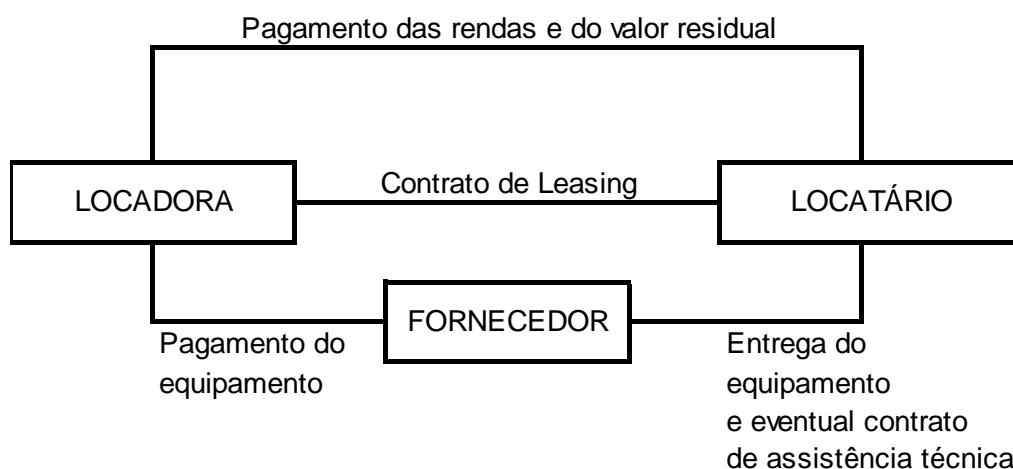 Pagamento das rendas e do valor residual
LOCADORA
Contrato de Leasing
LOCATÁRIO
FORNECEDOR
Pagamento do
equipamento
Entrega do
equipamento
e eventual contrato
de assistência técnica